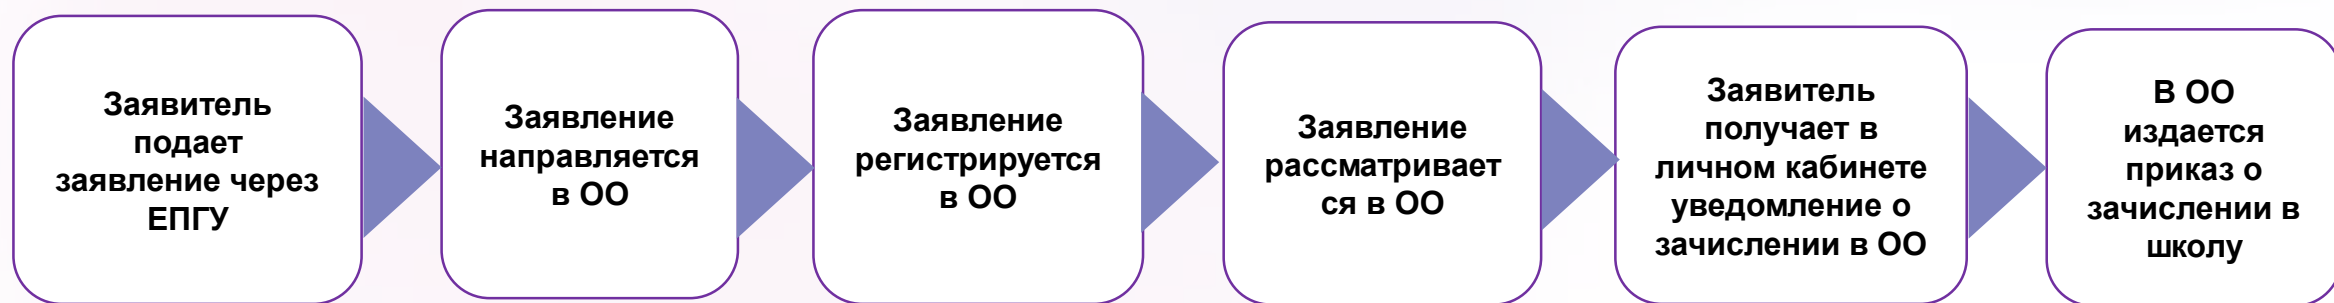 Заявитель
подает
заявление через
ЕПГУ
Заявление
направляется
в ОО
Заявление
регистрируется
в ОО
Заявление
рассматривает
ся в ОО
Заявитель
получает в
личном кабинете
уведомление о
зачислении в ОО
В ОО
издается
приказ о
зачислении в
школу